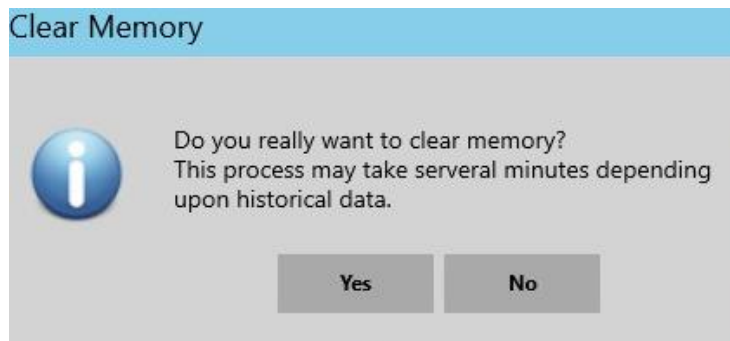 Clear Memory
Do you really want to clear memory?
This process may take serveral minutes depending
upon historical data.
Yes
No